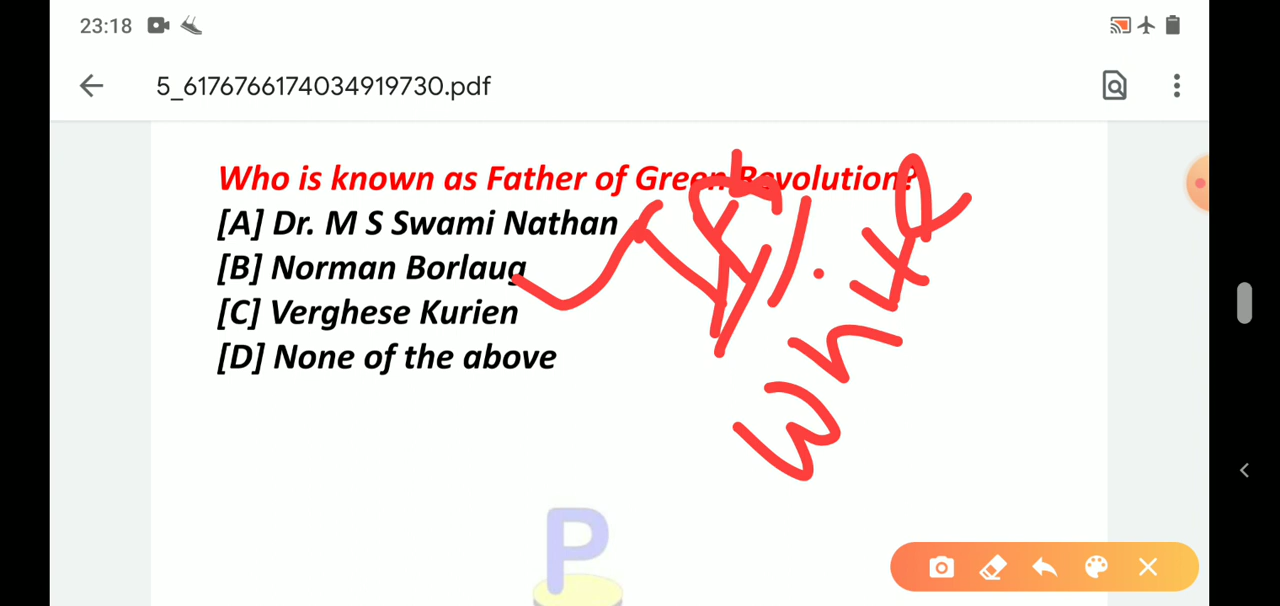 23:18
5_6176766174034919730.pdf
Who is known as Father of Green Revolution?
[A] Dr. M S Swami Nathan
[B] Norman Borlaug
[C] Verghese Kurien
[D] None of the above
White
P